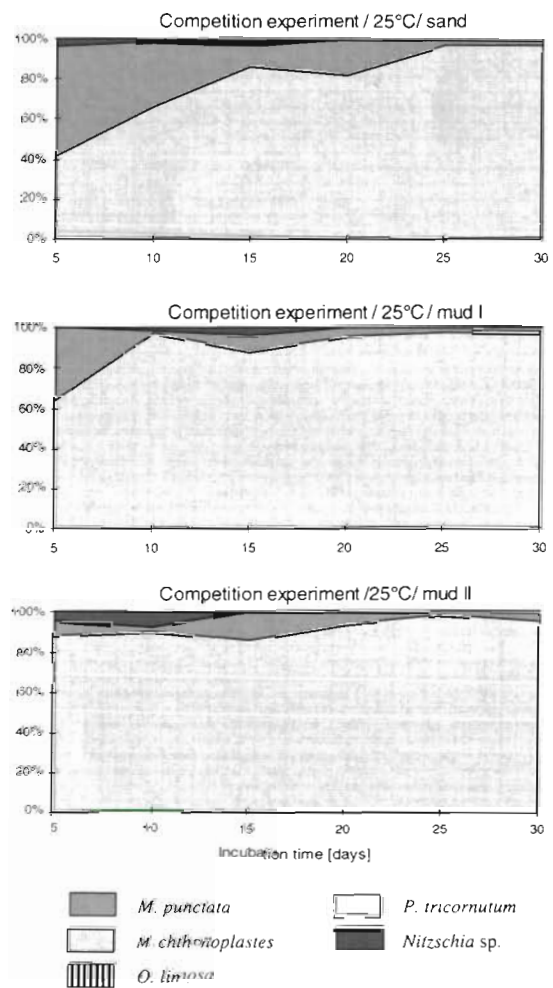 Competition experiment / 25°C/ sand
100%
80%
60%
40%
20%
0%
5 10 15 20 25 30
Competition experiment / 25°C/ mud I
100%
80%
60%
40%
20%
0%
5 10 15 20 25 30
Competition experiment /25°C/ mud II
100%
80%
60%
40%
20%
0%
5 10 15 20 25 30
Incubation time [days]
M. punctata
P. tricornutum
M. chthonoplastes
Nitzschia sp.
O. limosa